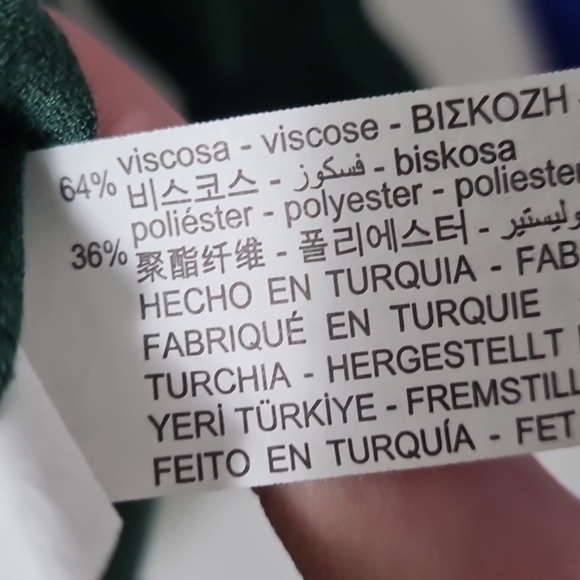 64% viscosa - viscose - ΒΙΣΚΟΖΗ
비스코스 - فسكوز - biskosa
36% poliéster - polyester - poliester
聚酯纤维 - 폴리에스터 -
HECHO EN TURQUIA - FAB
FABRIQUÉ EN TURQUIE
TURCHIA - HERGESTELLT
YERİ TÜRKİYE - FREMSTILL
FEITO EN TURQUÍA - FET